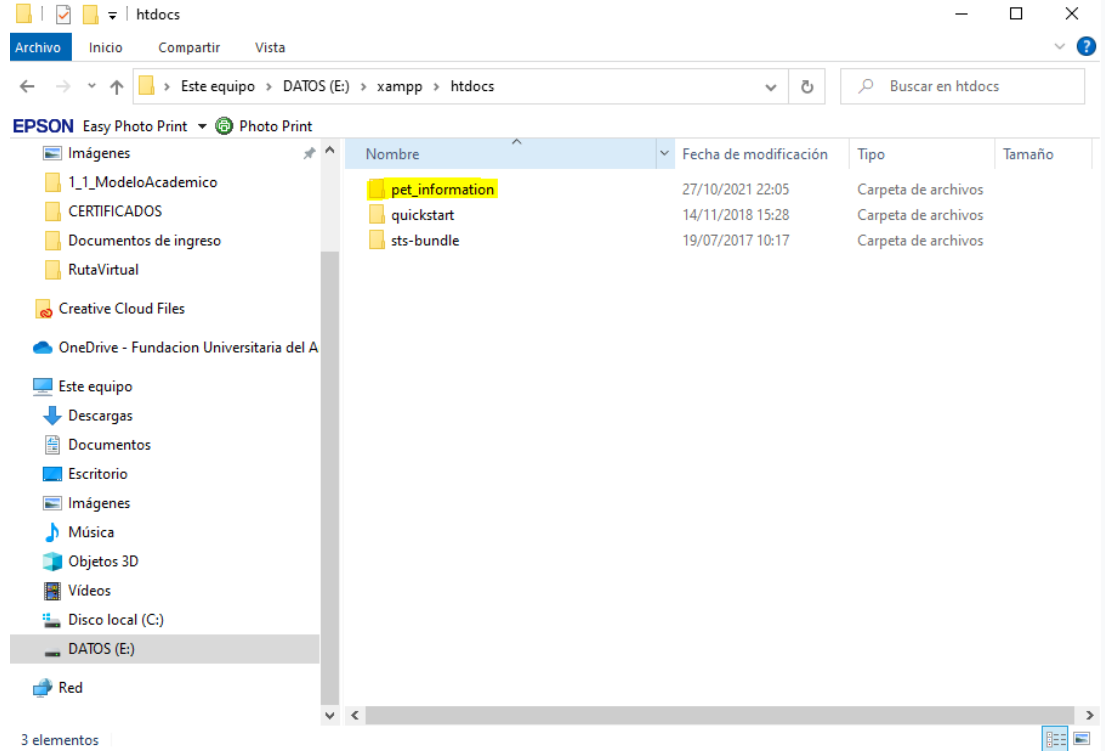 htdocs
Archivo Inicio Compartir Vista
Este equipo > DATOS (E:) > xampp > htdocs Buscar en htdocs
EPSON Easy Photo Print Photo Print
Imágenes
1_1_ModeloAcademico
CERTIFICADOS
Documentos de ingreso
RutaVirtual
Creative Cloud Files
OneDrive - Fundacion Universitaria del A
Este equipo
Descargas
Documentos
Escritorio
Imágenes
Música
Objetos 3D
Vídeos
Disco local (C:)
DATOS (E:)
Red
Nombre Fecha de modificación Tipo Tamaño
pet_information 27/10/2021 22:05 Carpeta de archivos
quickstart 14/11/2018 15:28 Carpeta de archivos
sts-bundle 19/07/2017 10:17 Carpeta de archivos
3 elementos